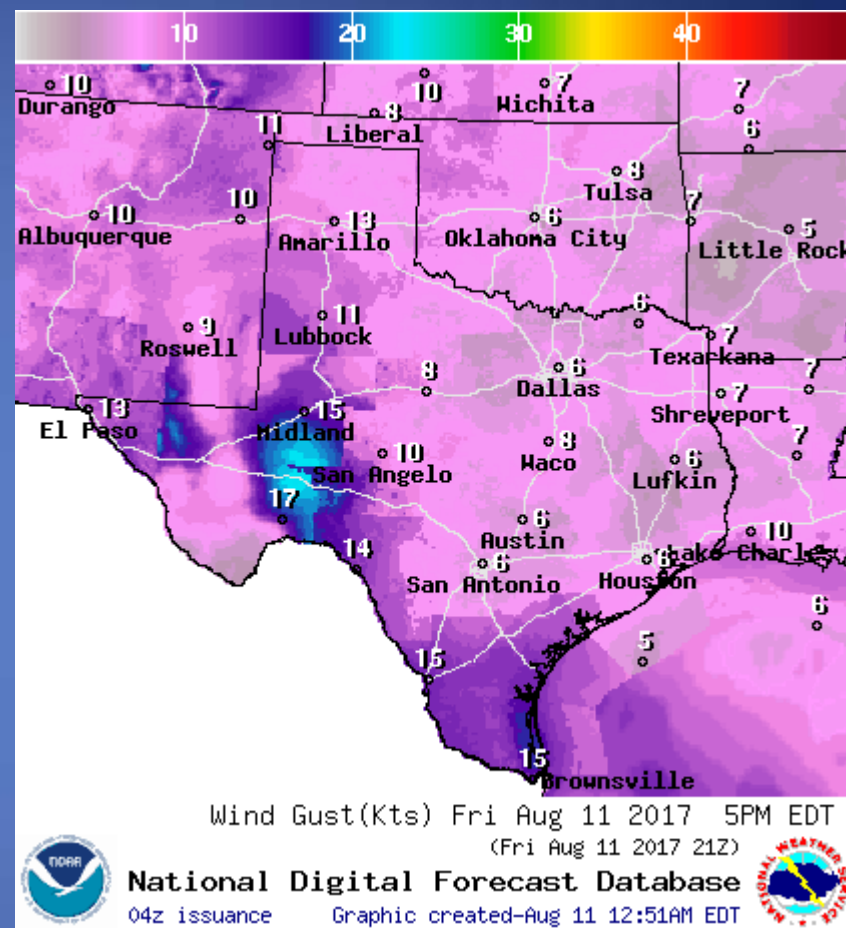 10 20 30 40
10 10 7 7
Durango Wichita
11 8 6
Liberal
8
Tulsa
10 10 13 6 7 5
Albuquerque Amarillo Oklahoma City Little Rock
9 11 6
Roswell Lubbock 7
Texarkana
8 6
Dallas 7 7
13 15 Shreveport
El Paso Midland 8
10 Waco 6 7
San Angelo Lufkin
17 6 10
Austin Lake Charles
14 6 6
San Antonio Houston
6
15 5
15
Brownsville
Wind Gust(Kts) Fri Aug 11 2017 5PM EDT
(Fri Aug 11 2017 21Z)
NOAA National Digital Forecast Database NATIONAL WEATHER SERVICE
04z issuance Graphic created-Aug 11 12:51AM EDT